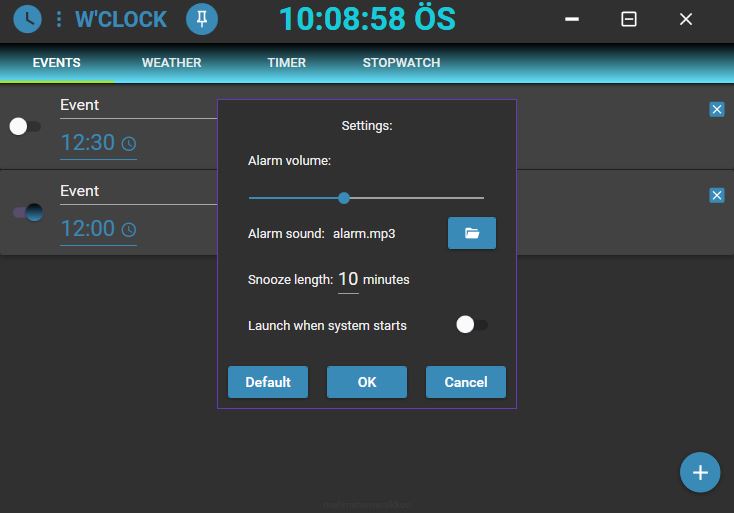 W'CLOCK
10:08:58 ÖS
EVENTS WEATHER TIMER STOPWATCH
Event
12:30
Event
12:00
Settings:
Alarm volume:
Alarm sound: alarm.mp3
Snooze length: 10 minutes
Launch when system starts
Default OK Cancel